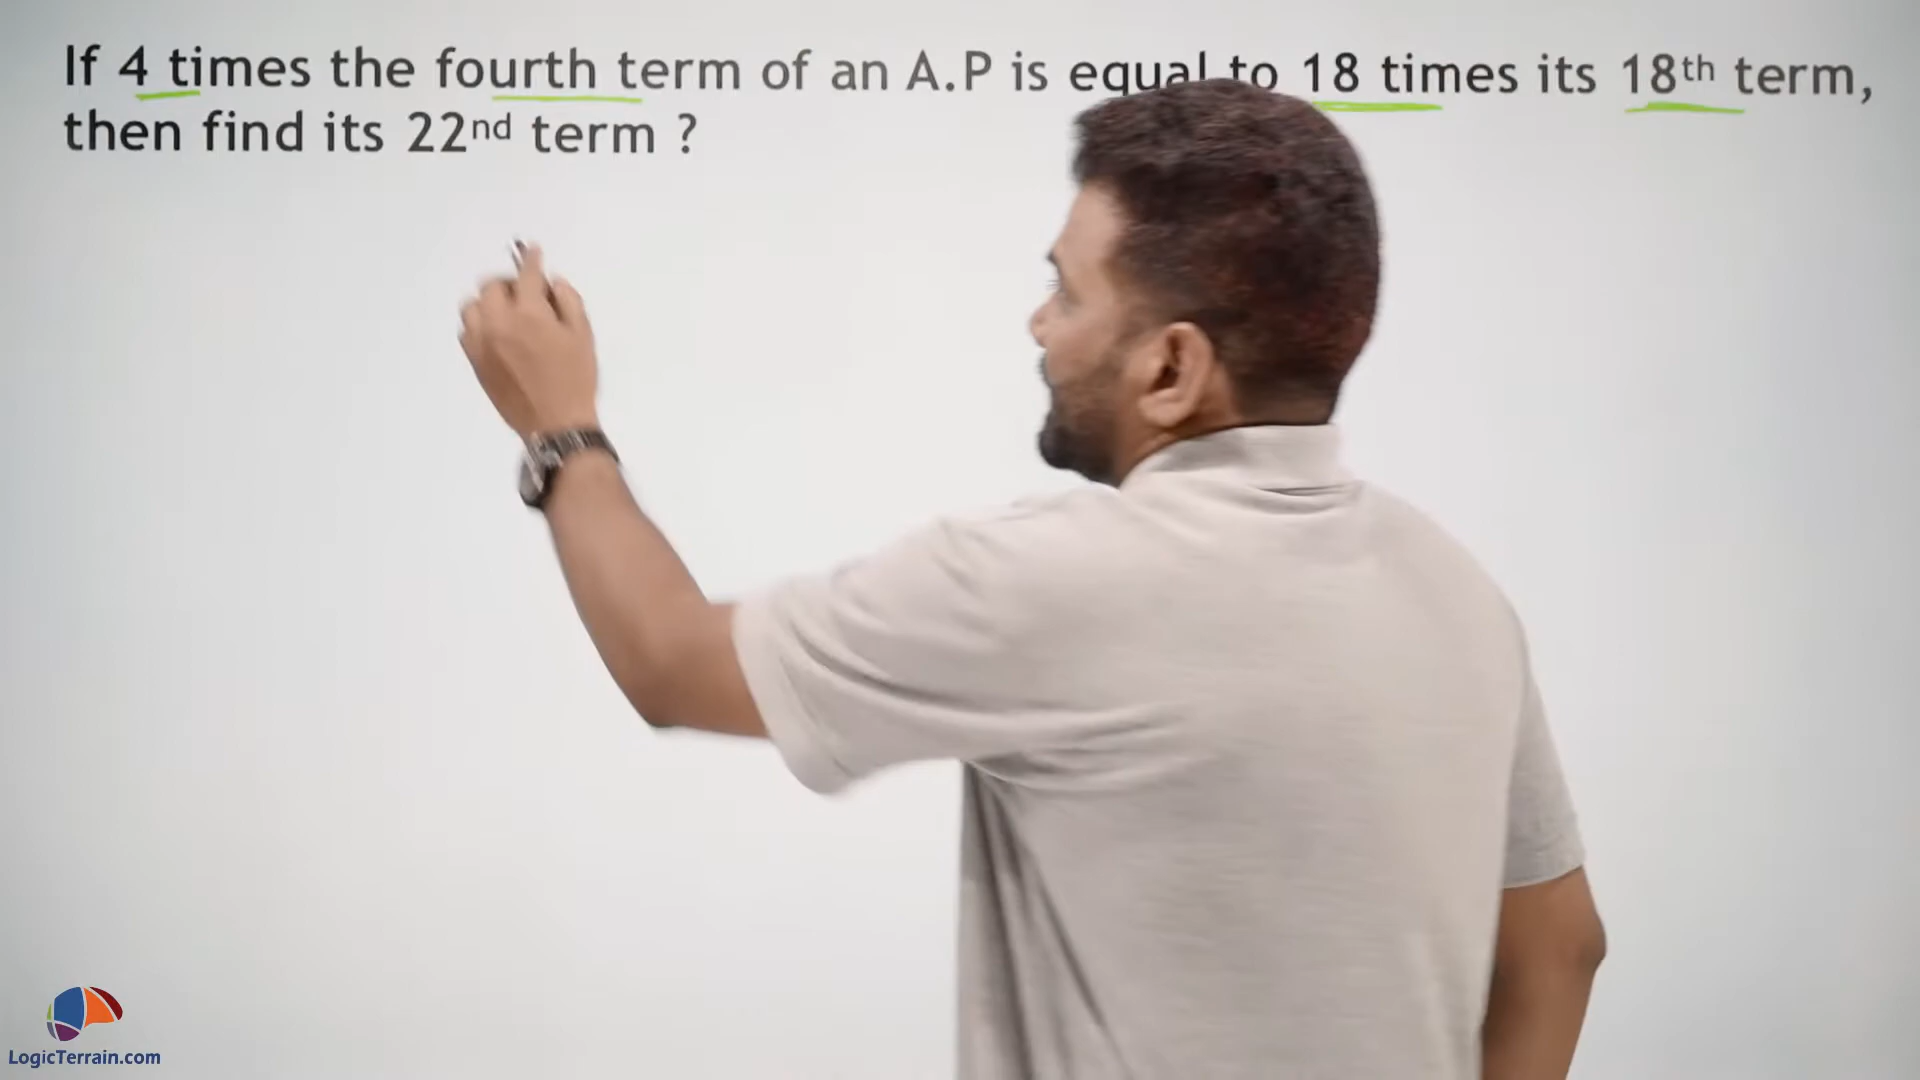 If 4 times the fourth term of an A.P is equal to 18 times its 18th term,
then find its 22nd term ?
LogicTerrain.com